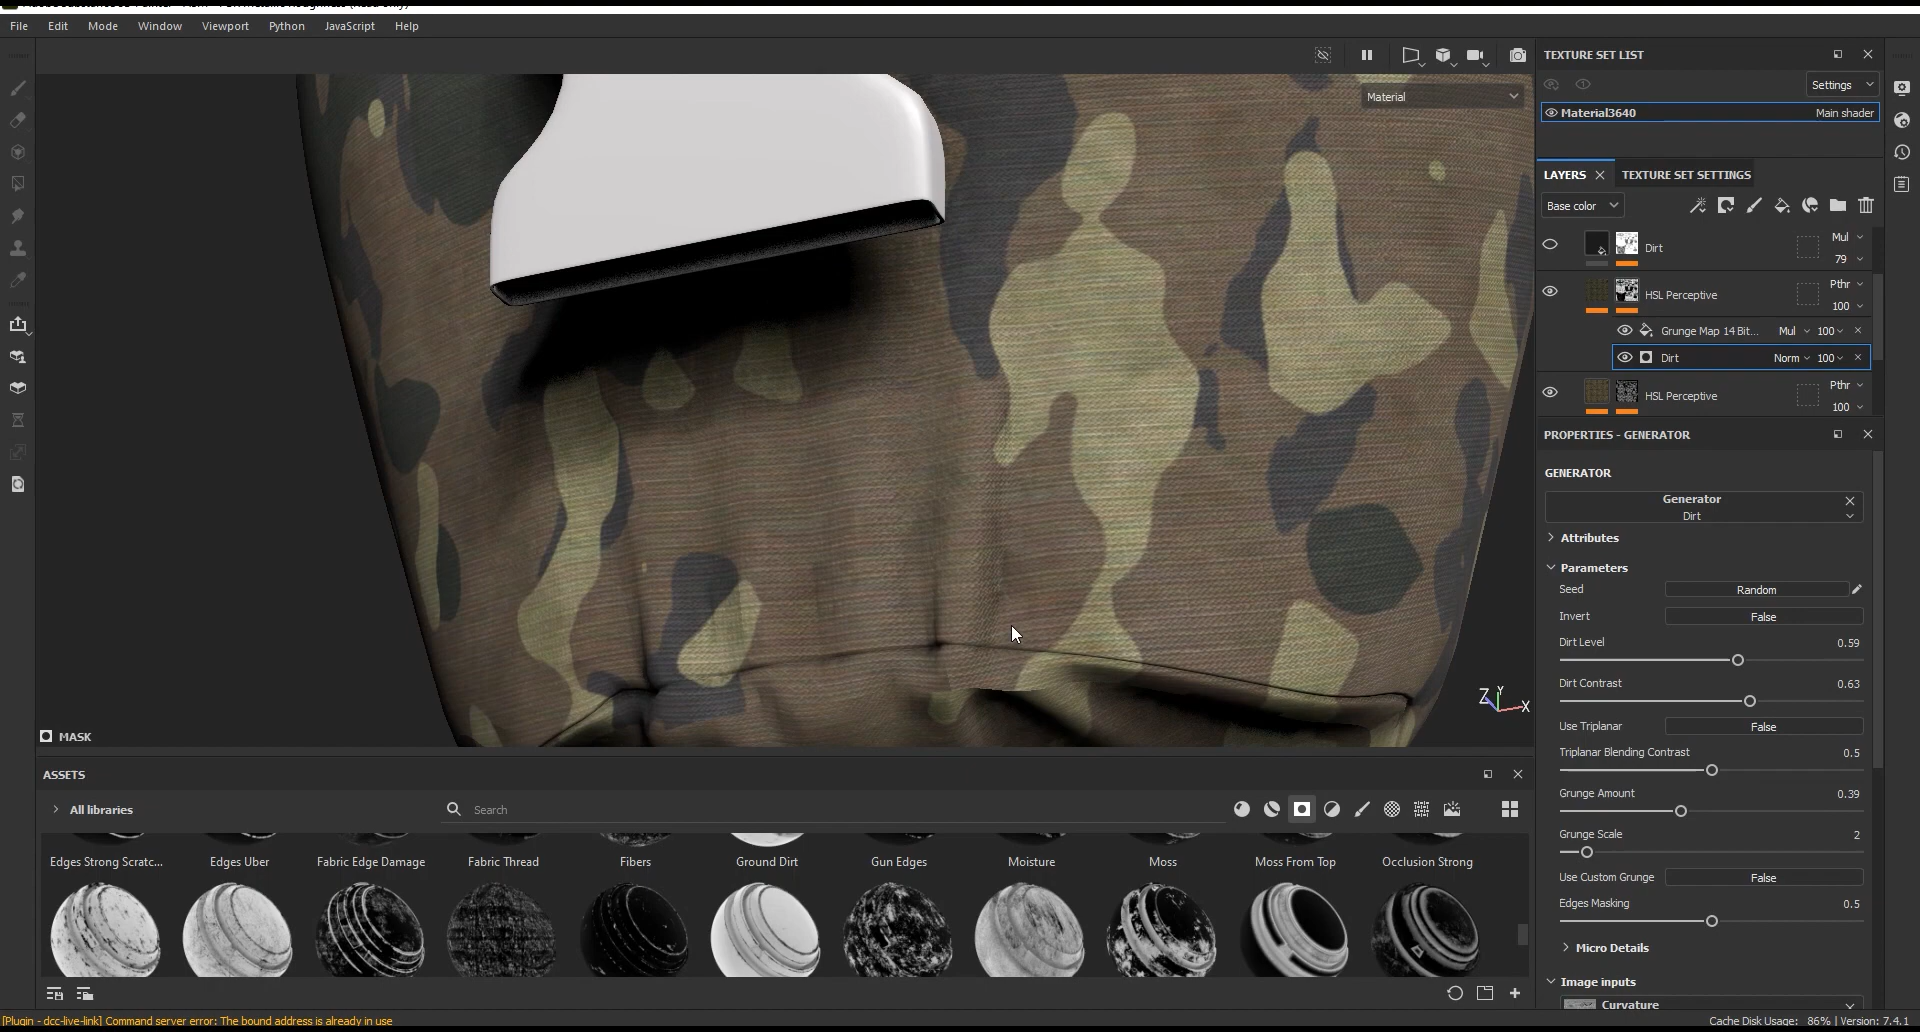 File Edit Mode Window Viewport Python JavaScript Help
TEXTURE SET LIST
Settings
Material
Material3640 Main shader
LAYERS TEXTURE SET SETTINGS
Base color
Dirt Mul 79
HSL Perceptive Pthr 100
Grunge Map 14 Bit... Mul 100
Dirt Norm 100
HSL Perceptive Pthr 100
PROPERTIES - GENERATOR
GENERATOR
Generator
Dirt
Attributes
Parameters
Seed Random
Invert False
Dirt Level 0.59
Dirt Contrast 0.63
Use Triplanar False
Triplanar Blending Contrast 0.5
Grunge Amount 0.39
Grunge Scale 2
Use Custom Grunge False
Edges Masking 0.5
Micro Details
Image inputs
Curvature
Z Y X
MASK
ASSETS
All libraries Search
Edges Strong Scratc... Edges Uber Fabric Edge Damage Fabric Thread Fibers Ground Dirt Gun Edges Moisture Moss Moss From Top Occlusion Strong
[Plugin - dcc-live-link] Command server error: The bound address is already in use
Cache Disk Usage: 86% | Version: 7.4.1